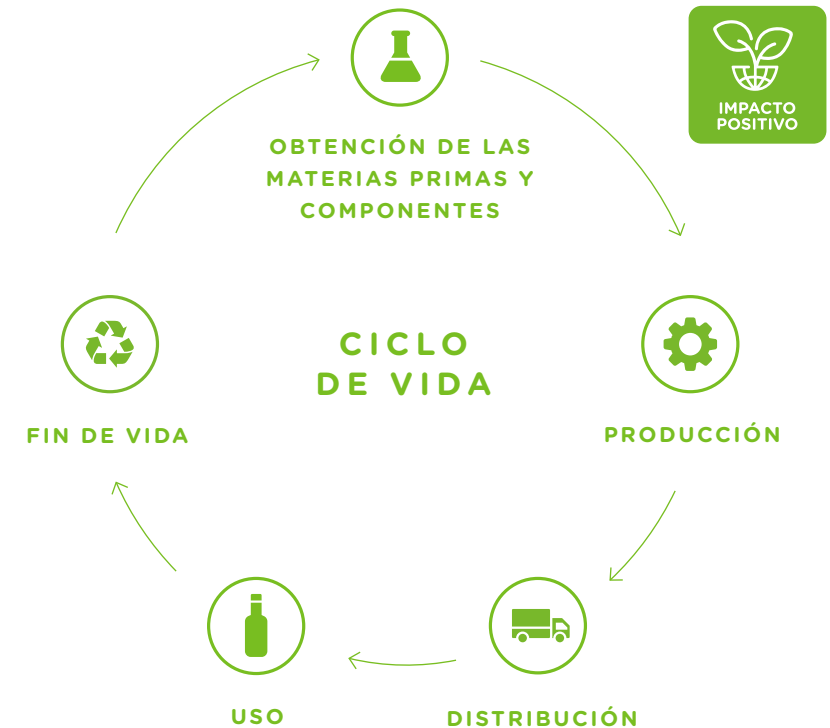 IMPACTO
POSITIVO
OBTENCIÓN DE LAS
MATERIAS PRIMAS Y
COMPONENTES
CICLO
DE VIDA
FIN DE VIDA
PRODUCCIÓN
USO
DISTRIBUCIÓN